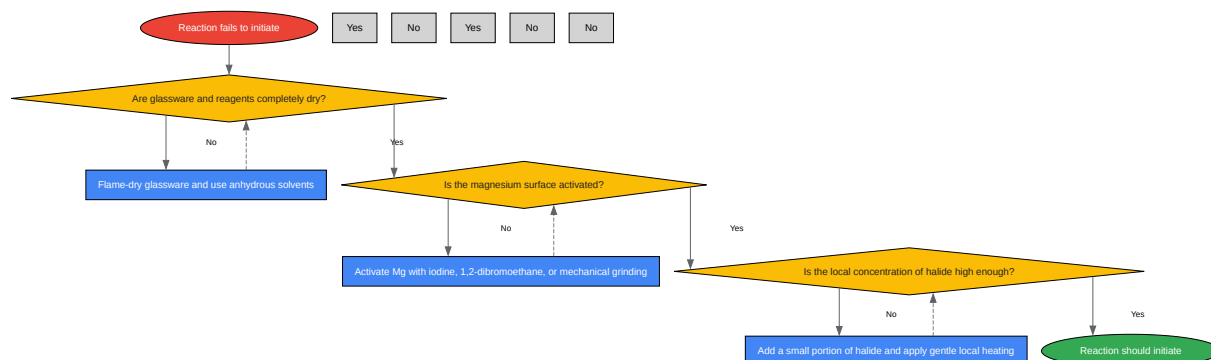 Reaction fails to initiate
Yes
No
Yes
No
No
Are glassware and reagents completely dry?
No
Yes
Flame-dry glassware and use anhydrous solvents
Is the magnesium surface activated?
No
Yes
Activate Mg with iodine, 1,2-dibromoethane, or mechanical grinding
Is the local concentration of halide high enough?
No
Yes
Add a small portion of halide and apply gentle local heating
Reaction should initiate